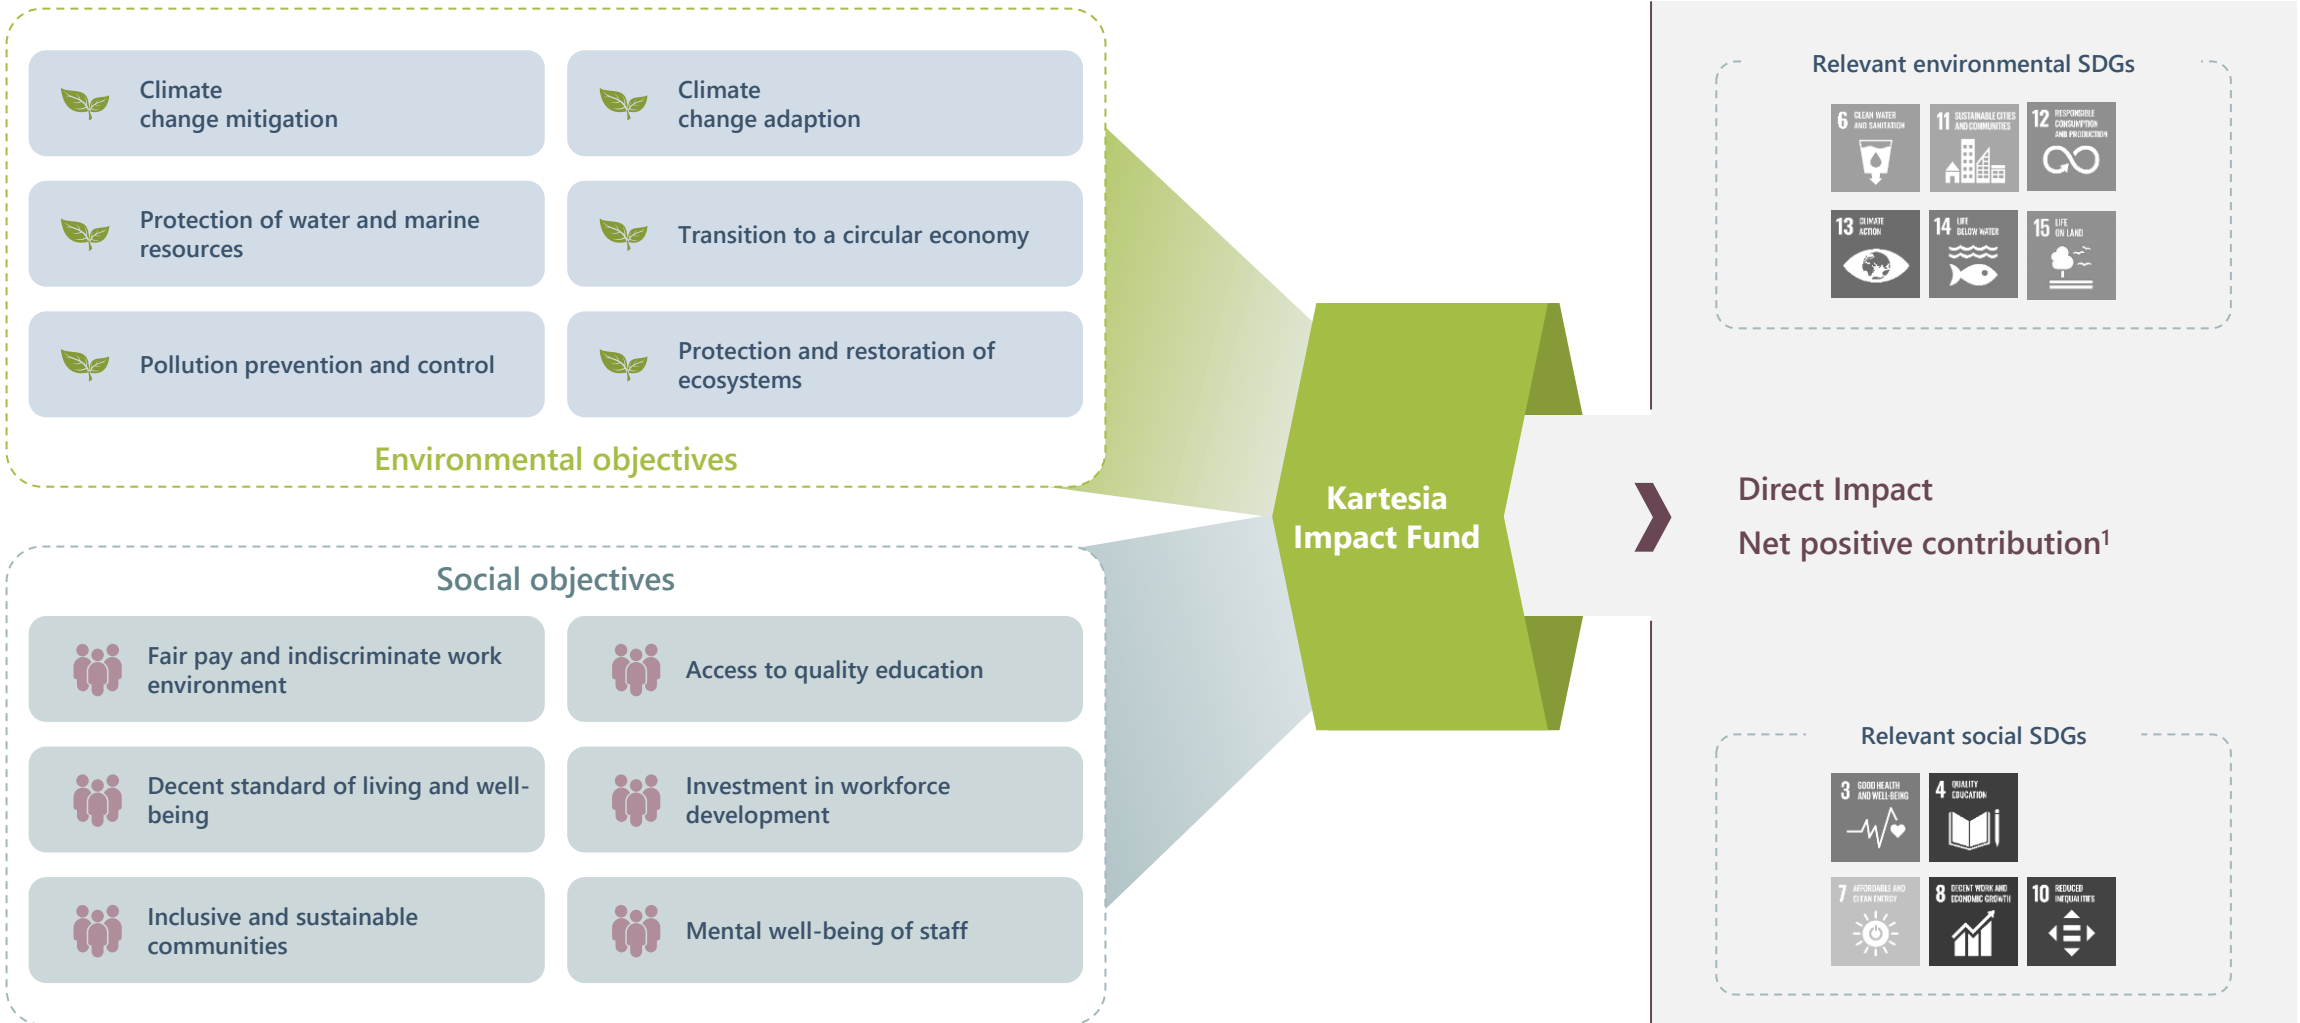 Climate
change mitigation
Climate
change adaption
Protection of water and marine
resources
Transition to a circular economy
Pollution prevention and control
Protection and restoration of
ecosystems
Environmental objectives
Social objectives
Fair pay and indiscriminate work
environment
Access to quality education
Decent standard of living and well-
being
Investment in workforce
development
Inclusive and sustainable
communities
Mental well-being of staff
Kartesia
Impact Fund
Relevant environmental SDGs
6 CLEAN WATER
AND SANITATION
11 SUSTAINABLE CITIES
AND COMMUNITIES
12 RESPONSIBLE
CONSUMPTION
AND PRODUCTION
13 CLIMATE
ACTION
14 LIFE
BELOW WATER
15 LIFE
ON LAND
Direct Impact
Net positive contribution¹
Relevant social SDGs
3 GOOD HEALTH
AND WELL-BEING
4 QUALITY
EDUCATION
7 AFFORDABLE AND
CLEAN ENERGY
8 DECENT WORK AND
ECONOMIC GROWTH
10 REDUCED
INEQUALITIES